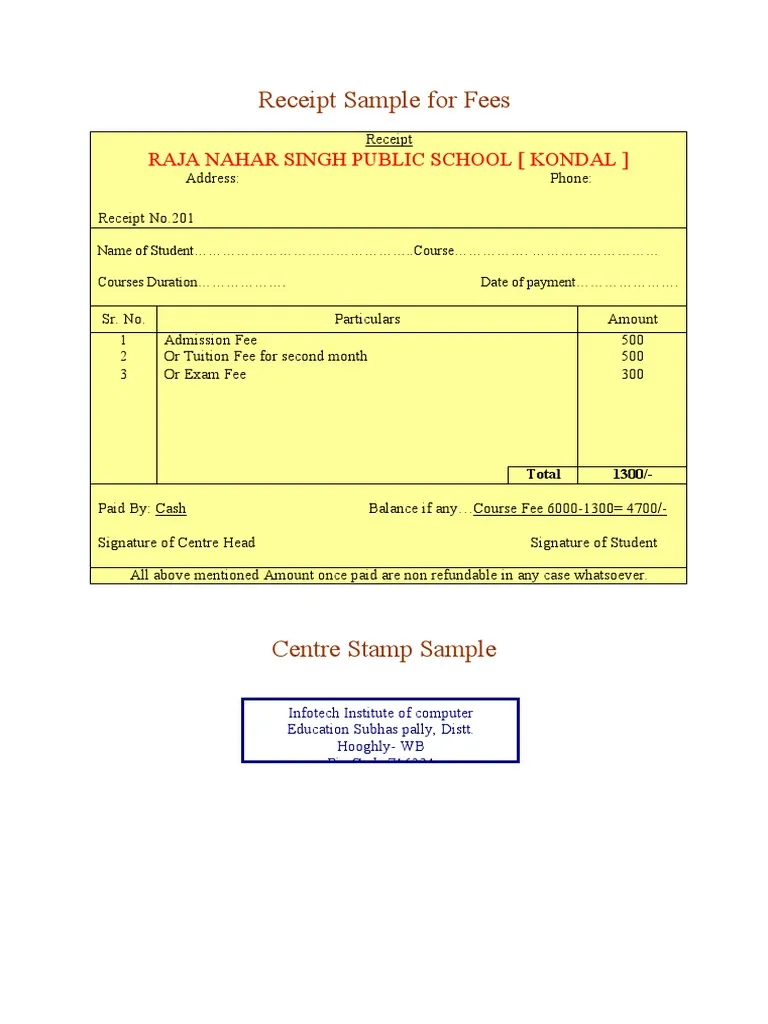 Receipt Sample for Fees
Receipt
RAJA NAHAR SINGH PUBLIC SCHOOL [ KONDAL ]
Address: Phone:
Receipt No.201
Name of Student……………………………………….Course……………. ………………………
Courses Duration………………. Date of payment………………….
Sr. No. Particulars Amount
1 Admission Fee 500
2 Or Tuition Fee for second month 500
3 Or Exam Fee 300
Total 1300/-
Paid By: Cash Balance if any…Course Fee 6000-1300= 4700/-
Signature of Centre Head Signature of Student
All above mentioned Amount once paid are non refundable in any case whatsoever.
Centre Stamp Sample
Infotech Institute of computer
Education Subhas pally, Distt.
Hooghly- WB